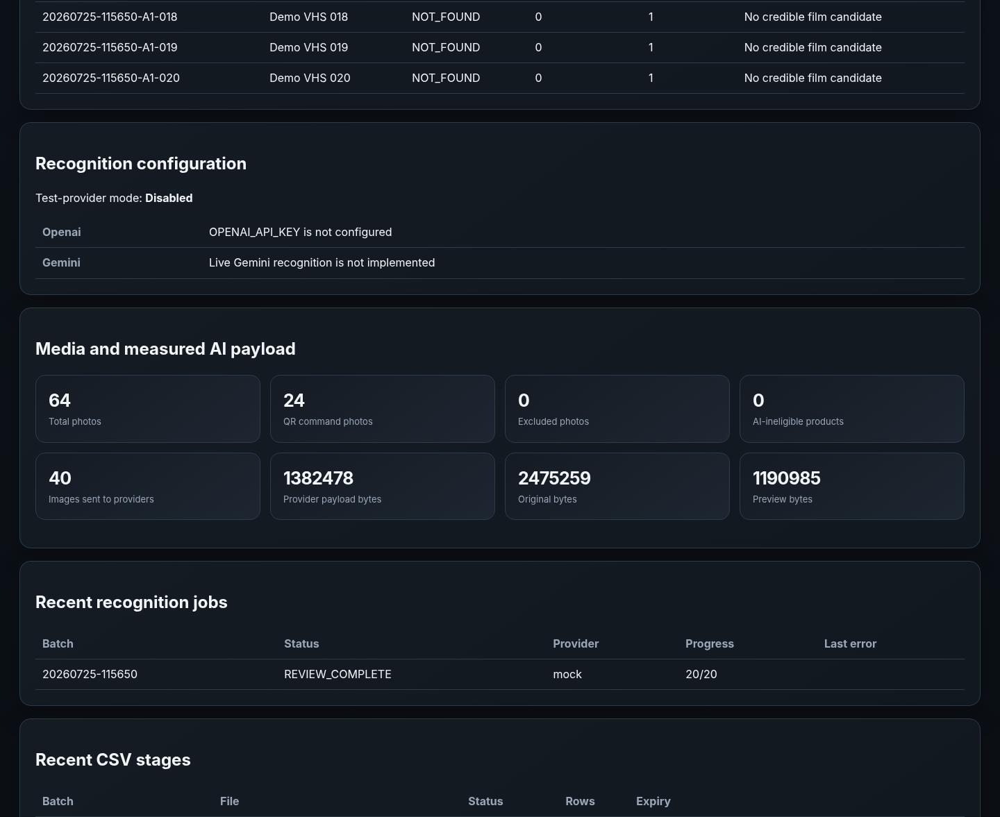 20260725-115650-A1-018 Demo VHS 018 NOT_FOUND 0 1 No credible film candidate
20260725-115650-A1-019 Demo VHS 019 NOT_FOUND 0 1 No credible film candidate
20260725-115650-A1-020 Demo VHS 020 NOT_FOUND 0 1 No credible film candidate
Recognition configuration
Test-provider mode: Disabled
Openai OPENAI_API_KEY is not configured
Gemini Live Gemini recognition is not implemented
Media and measured AI payload
64 24 0 0
Total photos QR command photos Excluded photos AI-ineligible products
40 1382478 2475259 1190985
Images sent to providers Provider payload bytes Original bytes Preview bytes
Recent recognition jobs
Batch Status Provider Progress Last error
20260725-115650 REVIEW_COMPLETE mock 20/20
Recent CSV stages
Batch File Status Rows Expiry